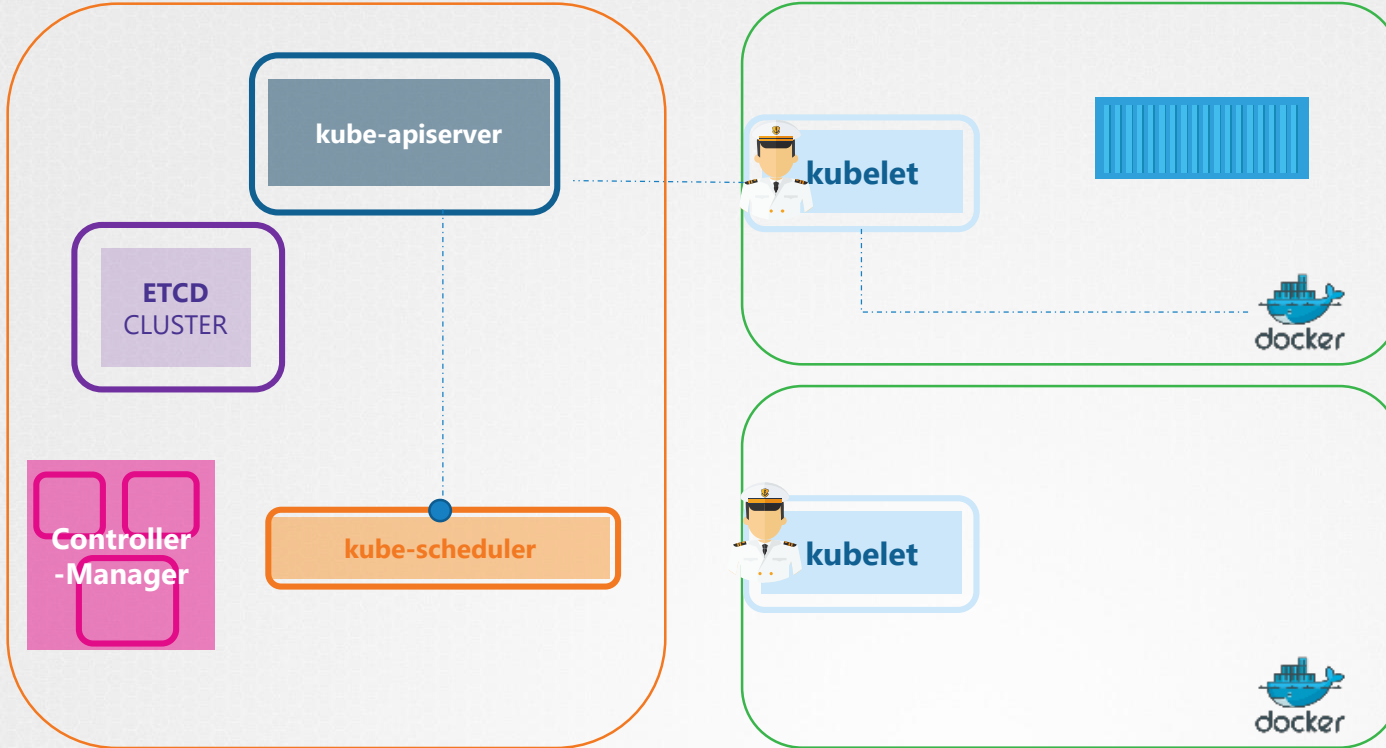 kube-apiserver
ETCD
CLUSTER
Controller
-Manager
kube-scheduler
kubelet
docker
kubelet
docker